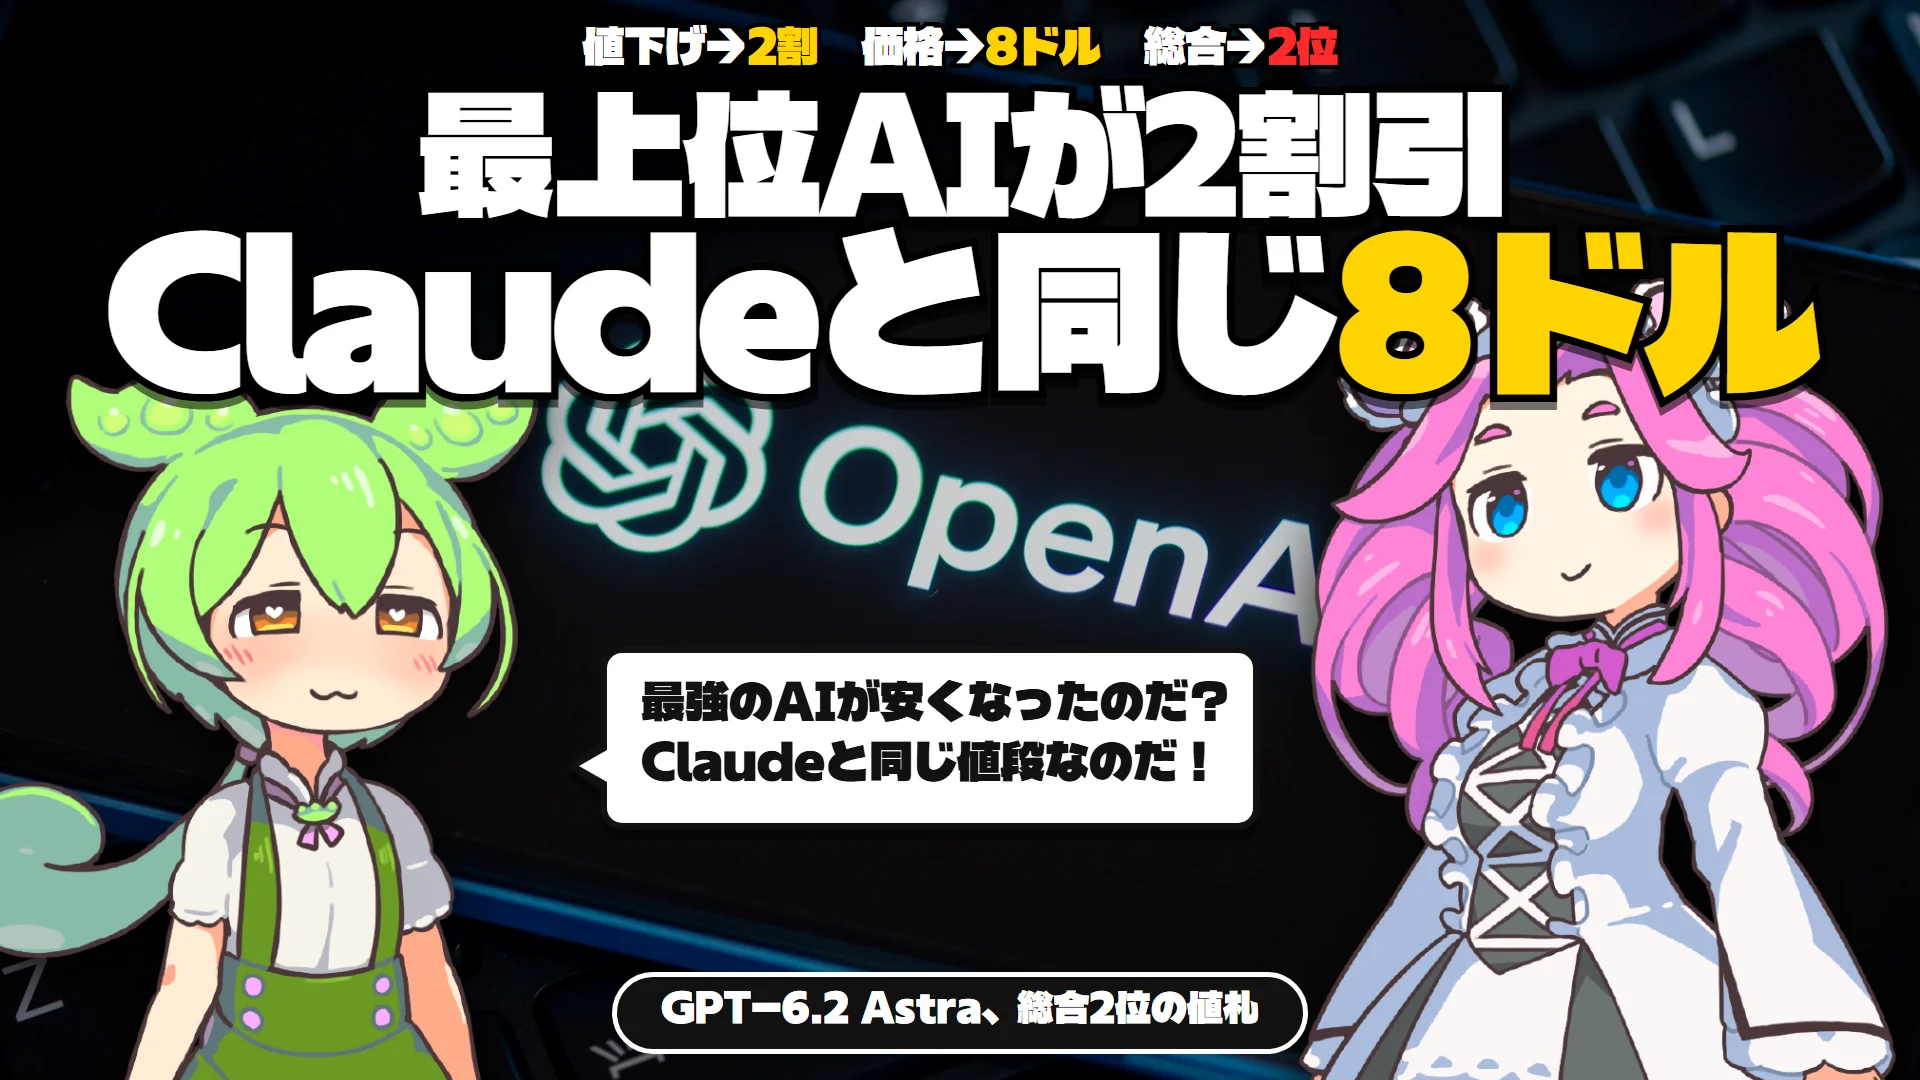 値下げ→2割 価格→8ドル 総合→2位
最上位AIが2割引
Claudeと同じ8ドル
OpenA
最強のAIが安くなったのだ？
Claudeと同じ値段なのだ！
GPT-6.2 Astra、総合2位の値札
L
Z